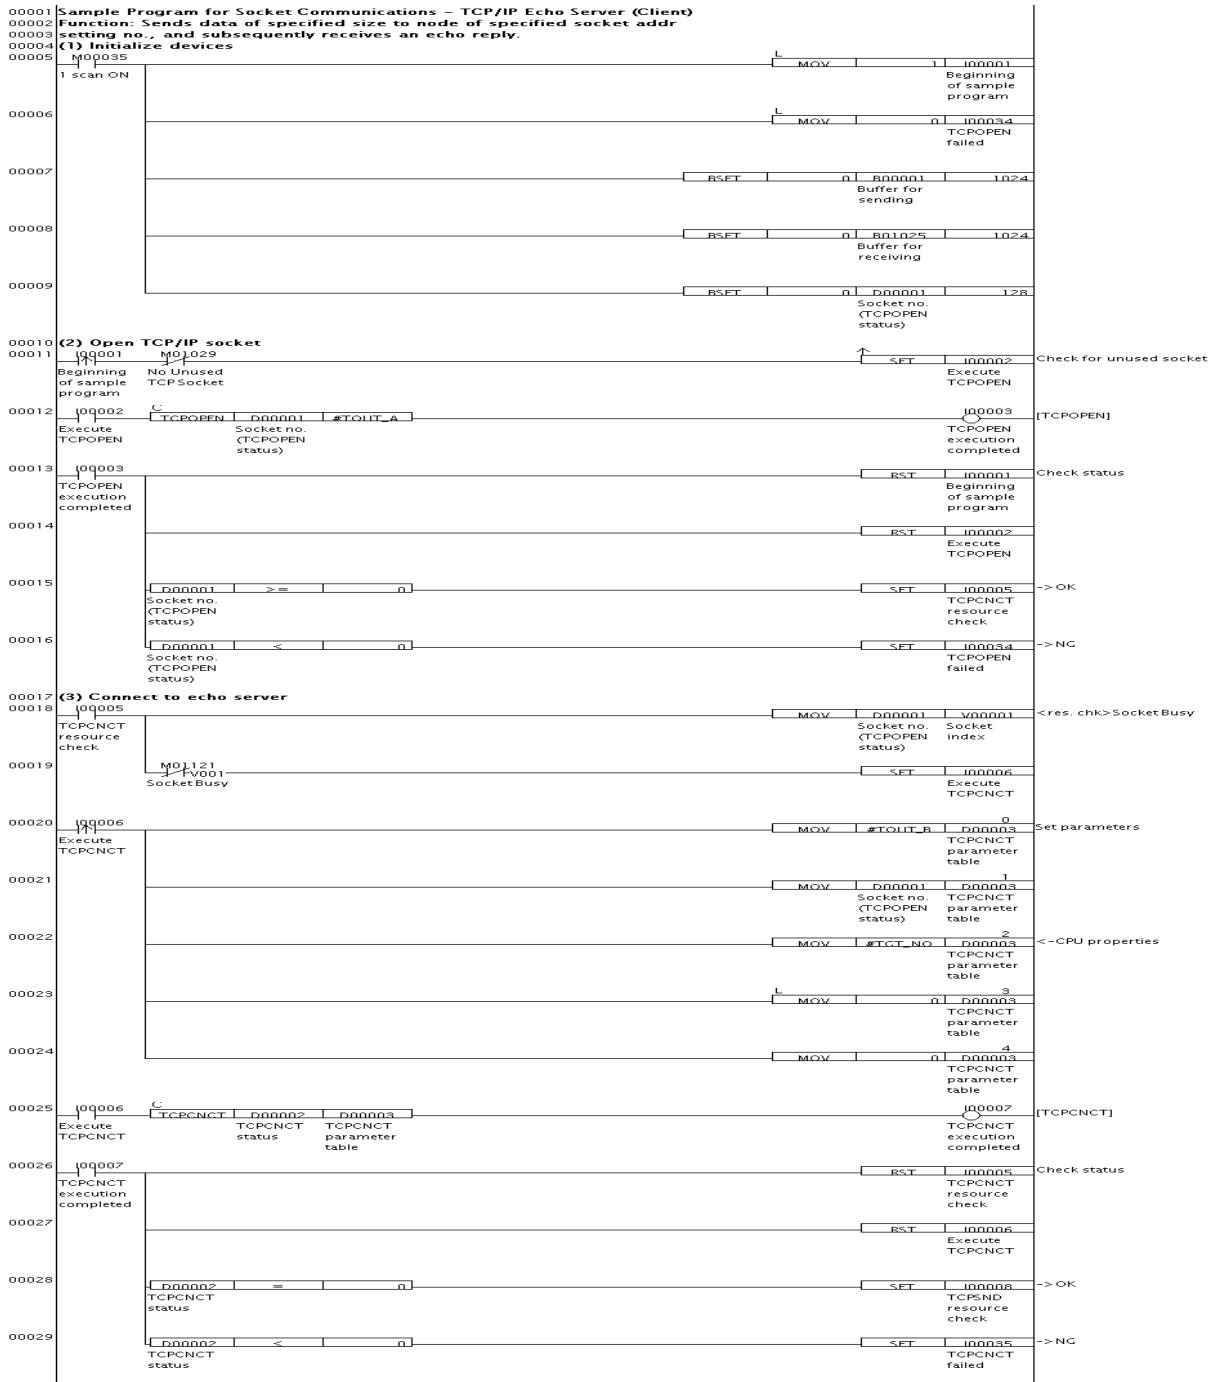 00001 Sample Program for Socket Communications - TCP/IP Echo Server (Client)
00002 Function: Sends data of specified size to node of specified socket addr
00003 setting no., and subsequently receives an echo reply.
00004 (1) Initialize devices
00005 M00035 L MOV 1 I00001
1 scan ON Beginning
of sample
program
00006 L MOV 0 I00034
TCPOPEN
failed
00007 BSET 0 B00001 1024
Buffer for
sending
00008 BSET 0 B01025 1024
Buffer for
receiving
00009 BSET 0 D00001 128
Socket no.
(TCPOPEN
status)
00010 (2) Open TCP/IP socket
00011 I00001 M01029 SET I00002 Check for unused socket
Beginning No Unused Execute
of sample TCP Socket TCPOPEN
program
00012 I00002 C TCPOPEN D00001 #TOUT_A I00003 [TCPOPEN]
Execute Socket no. TCPOPEN
TCPOPEN (TCPOPEN execution
status) completed
00013 I00003 RST I00001 Check status
TCPOPEN Beginning
execution of sample
completed program
00014 RST I00002
Execute
TCPOPEN
00015 D00001 >= 0 SET I00005 ->OK
Socket no. TCPCNCT
(TCPOPEN resource
status) check
00016 D00001 < 0 SET I00034 ->NG
Socket no. TCPOPEN
(TCPOPEN failed
status)
00017 (3) Connect to echo server
00018 I00005 MOV D00001 V00001 <res. chk>Socket Busy
TCPCNCT Socket no. Socket
resource (TCPOPEN index
check status)
00019 M01121 V001 SET I00006
Socket Busy Execute
TCPCNCT
00020 I00006 MOV #TOUT_B 0 D00003 Set parameters
Execute TCPCNCT
TCPCNCT parameter
table
00021 MOV D00001 1 D00003
Socket no. TCPCNCT
(TCPOPEN parameter
status) table
00022 MOV #TGT_NO 2 D00003 <-CPU properties
TCPCNCT
parameter
table
00023 L MOV 0 3 D00003
TCPCNCT
parameter
table
00024 MOV 0 4 D00003
TCPCNCT
parameter
table
00025 I00006 C TCPCNCT D00002 D00003 I00007 [TCPCNCT]
Execute TCPCNCT TCPCNCT TCPCNCT
TCPCNCT status parameter execution
table completed
00026 I00007 RST I00005 Check status
TCPCNCT TCPCNCT
execution resource
completed check
00027 RST I00006
Execute
TCPCNCT
00028 D00002 = 0 SET I00008 ->OK
TCPCNCT TCPSND
status resource
check
00029 D00002 < 0 SET I00035 ->NG
TCPCNCT TCPCNCT
status failed